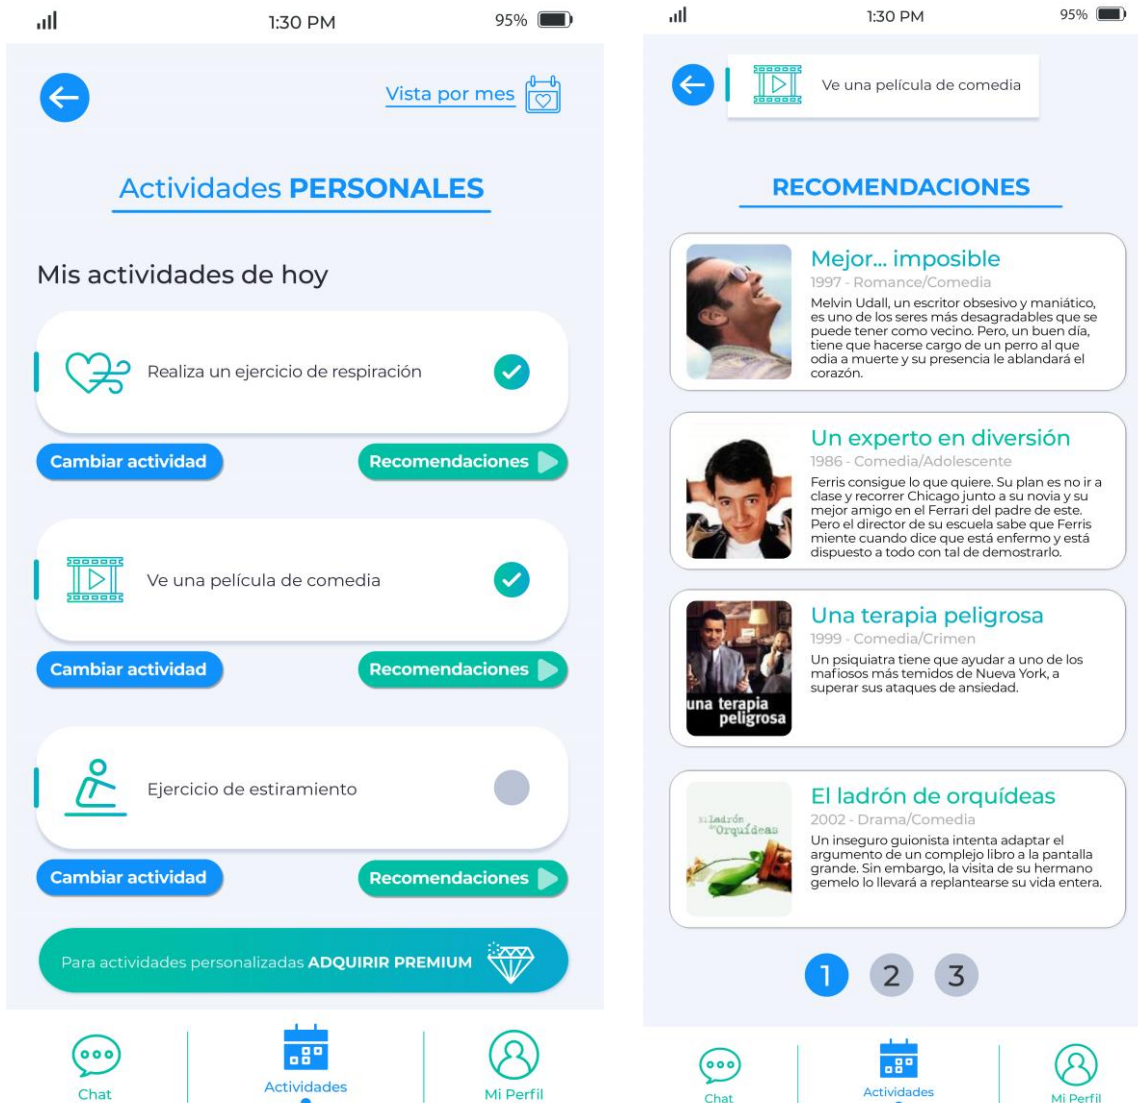 1:30 PM
95%
Vista por mes
Actividades PERSONALES
Mis actividades de hoy
Realiza un ejercicio de respiración
Cambiar actividad
Recomendaciones
Ve una película de comedia
Cambiar actividad
Recomendaciones
Ejercicio de estiramiento
Cambiar actividad
Recomendaciones
Para actividades personalizadas ADQUIRIR PREMIUM
Chat
Actividades
Mi Perfil
1:30 PM
95%
Ve una película de comedia
RECOMENDACIONES
Mejor... imposible
1997 - Romance/Comedia
Melvin Udall, un escritor obsesivo y maniático,
es uno de los seres más desagradables que se
puede tener como vecino. Pero, un buen día,
tiene que hacerse cargo de un perro al que
odia a muerte y su presencia le ablandará el
corazón.
Un experto en diversión
1986 - Comedia/Adolescente
Ferris consigue lo que quiere. Su plan es no ir a
clase y recorrer Chicago junto a su novia y su
mejor amigo en el Ferrari del padre de este.
Pero el director de su escuela sabe que Ferris
miente cuando dice que está enfermo y está
dispuesto a todo con tal de demostrarlo.
una terapia
peligrosa
Una terapia peligrosa
1999 - Comedia/Crimen
Un psiquiatra tiene que ayudar a uno de los
mafiosos más temidos de Nueva York, a
superar sus ataques de ansiedad.
El Ladrón
de Orquídeas
El ladrón de orquídeas
2002 - Drama/Comedia
Un inseguro guionista intenta adaptar el
argumento de un complejo libro a la pantalla
grande. Sin embargo, la visita de su hermano
gemelo lo llevará a replantearse su vida entera.
1 2 3
Chat
Actividades
Mi Perfil